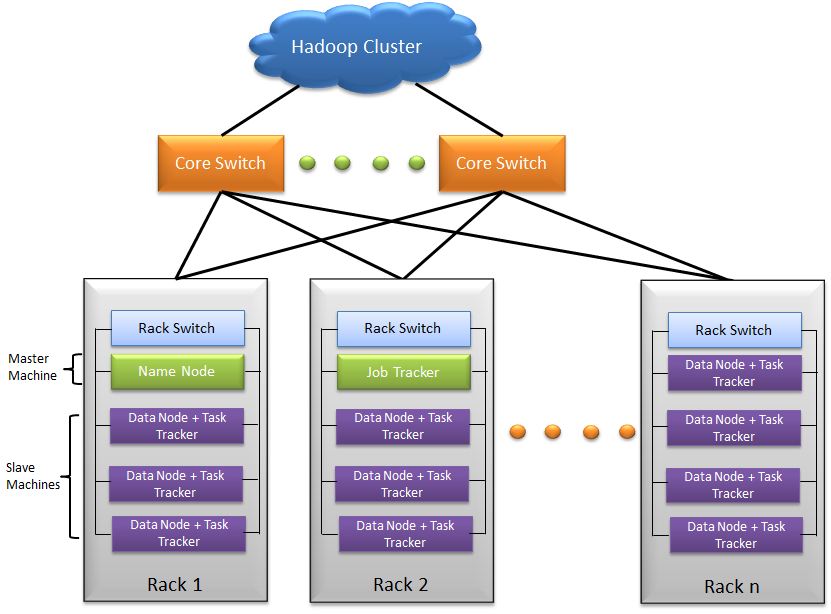 Hadoop Cluster
Core Switch
Core Switch
Master
Machine
Slave
Machines
Rack Switch
Name Node
Data Node + Task
Tracker
Data Node + Task
Tracker
Data Node + Task
Tracker
Rack 1
Rack Switch
Job Tracker
Data Node + Task
Tracker
Data Node + Task
Tracker
Data Node + Task
Tracker
Rack 2
Rack Switch
Data Node + Task
Tracker
Data Node + Task
Tracker
Data Node + Task
Tracker
Data Node + Task
Tracker
Rack n